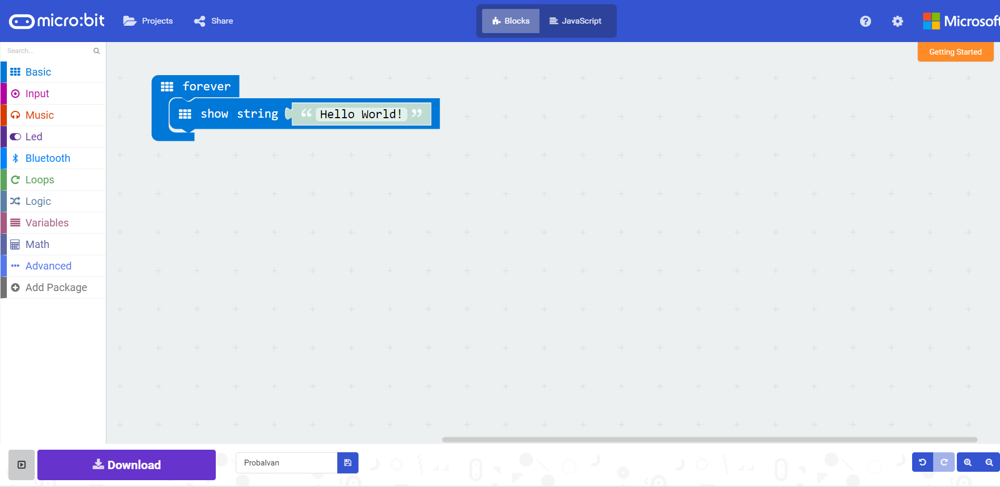 micro:bit
Projects
Share
Blocks
JavaScript
Microsoft
Search...
Getting Started
Basic
Input
Music
Led
Bluetooth
Loops
Logic
Variables
Math
Advanced
Add Package
forever
show string “ Hello World! ”
Download
Probalvan